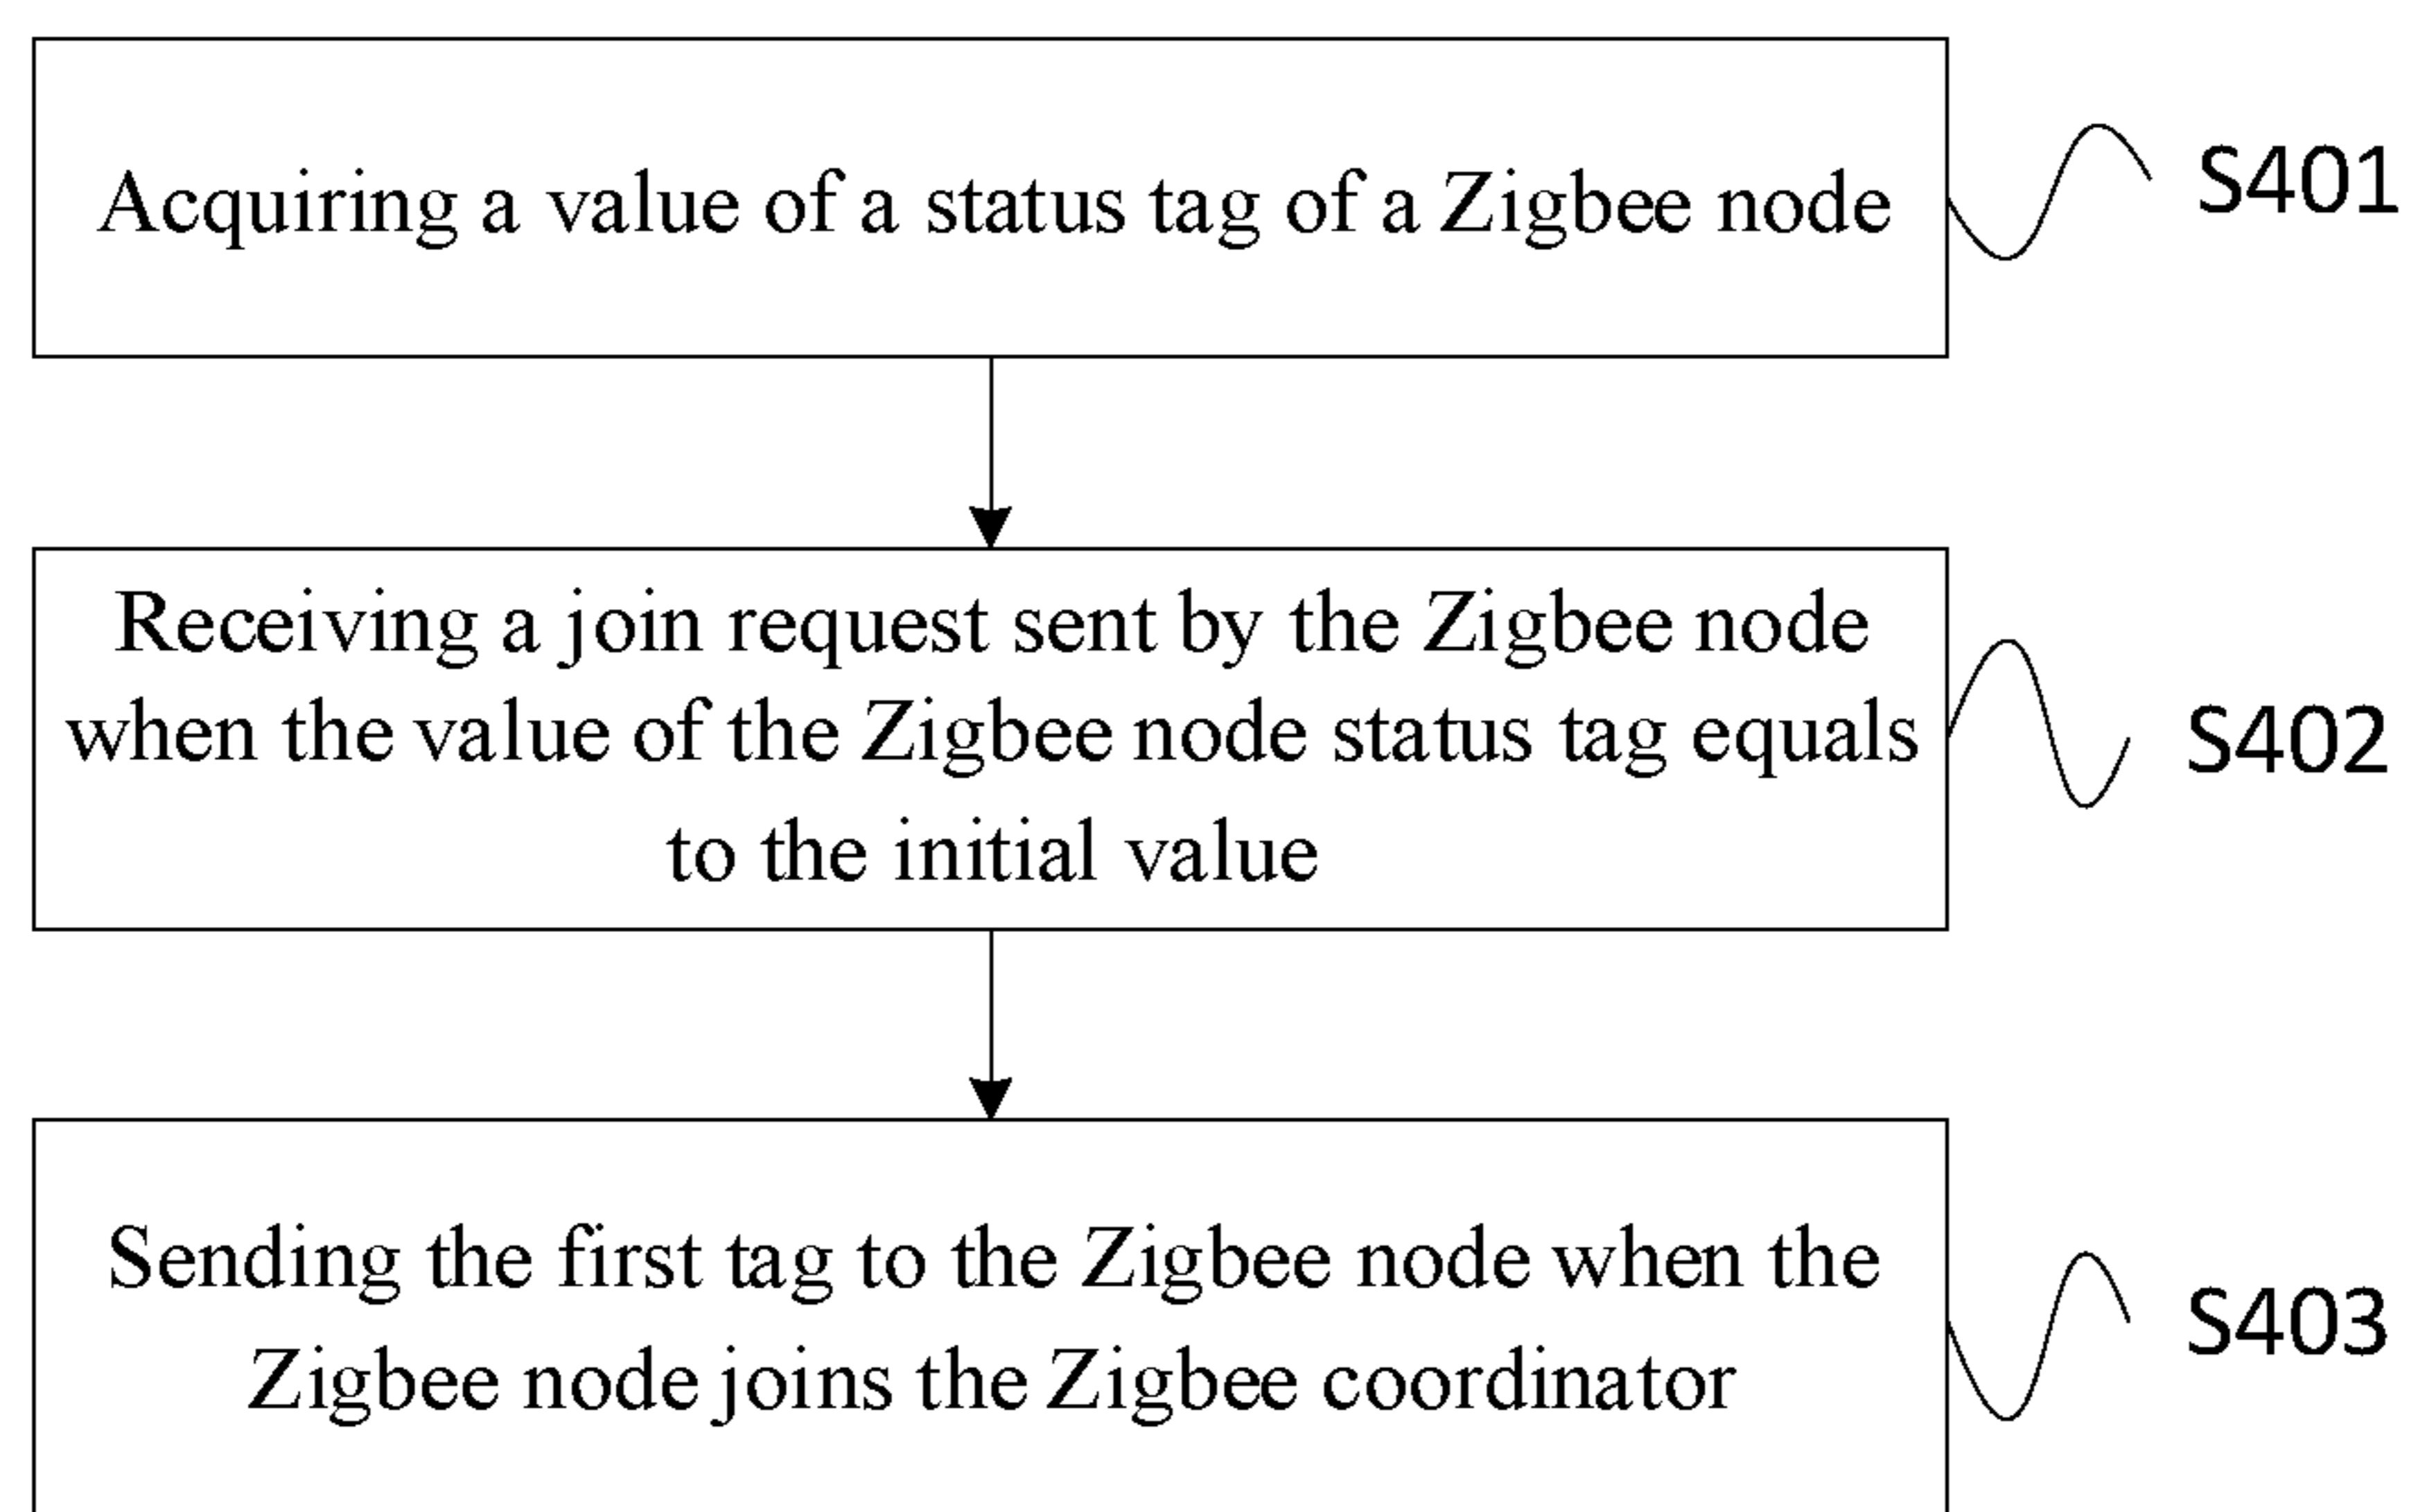 Acquiring a value of a status tag of a Zigbee node
S401
Receiving a join request sent by the Zigbee node
when the value of the Zigbee node status tag equals
to the initial value
S402
Sending the first tag to the Zigbee node when the
Zigbee node joins the Zigbee coordinator
S403